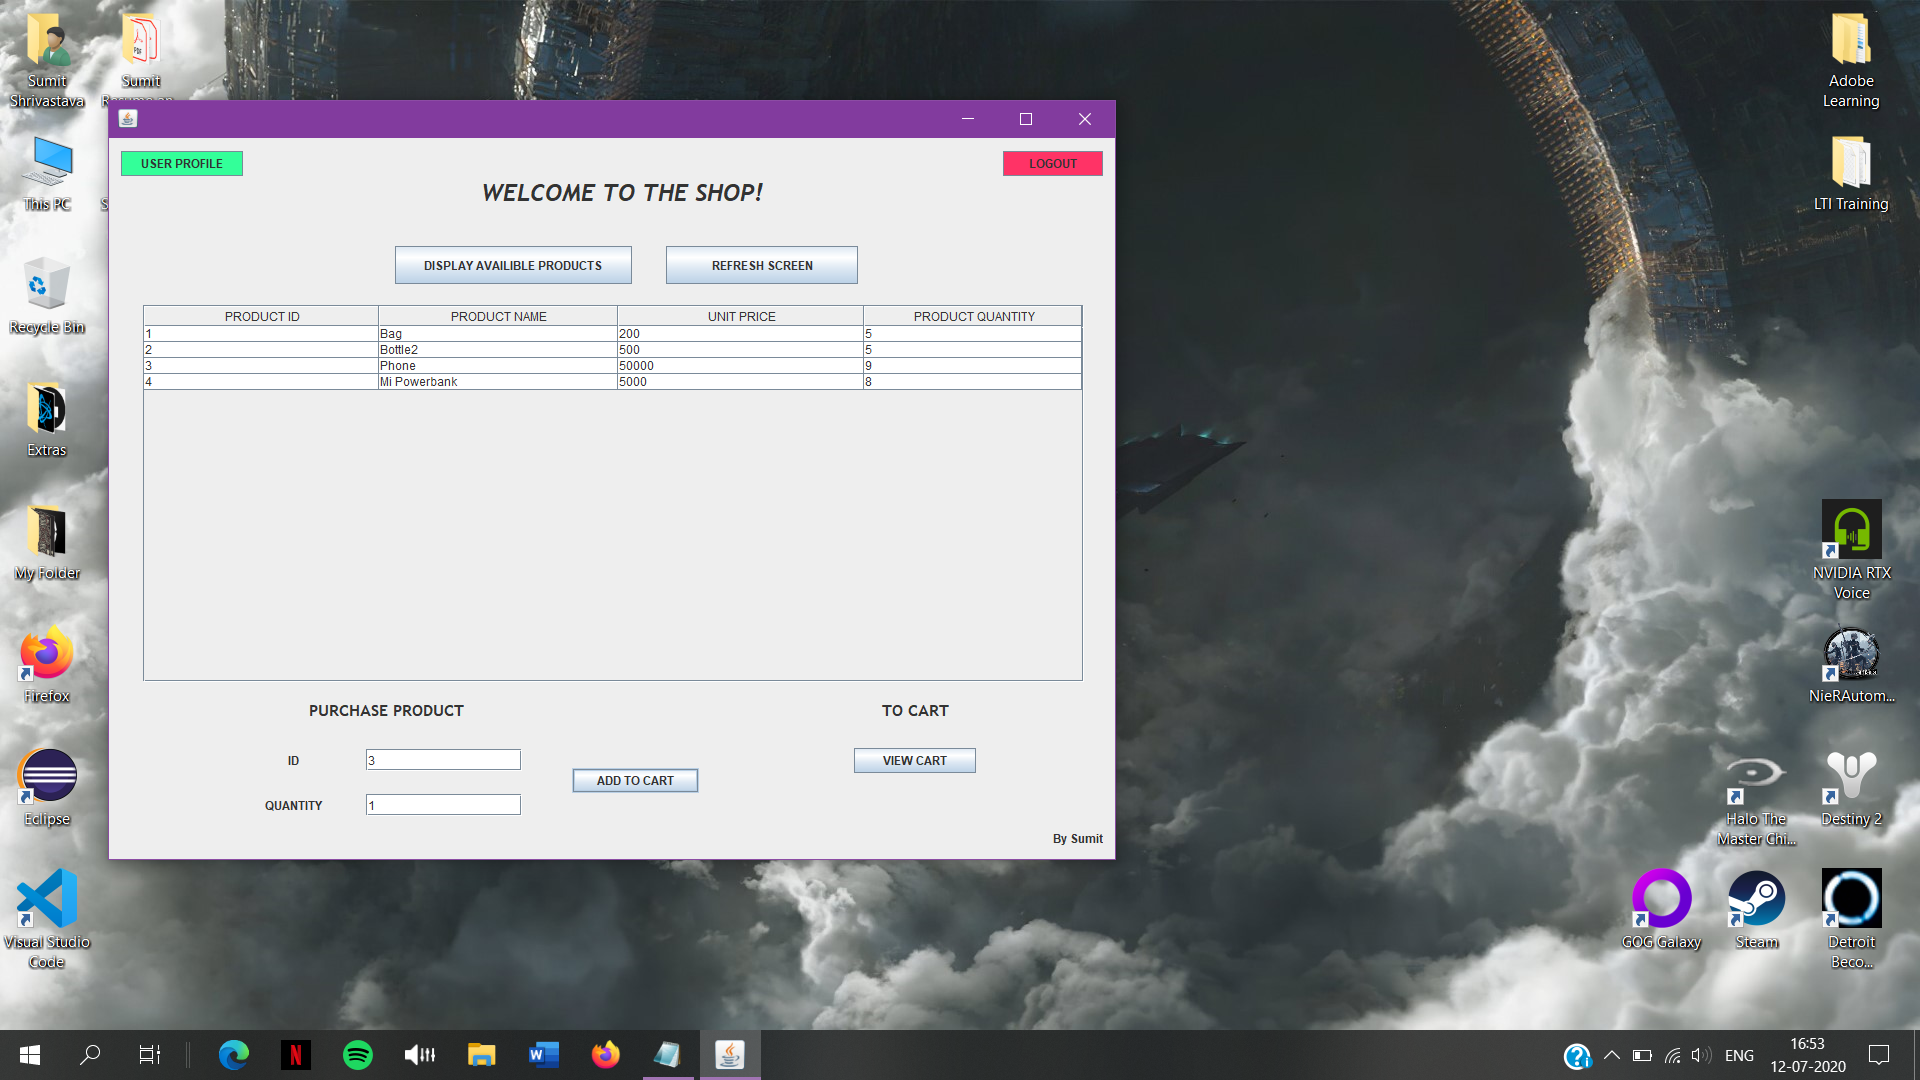 Sumit
Shrivastava
Sumit
This PC
Recycle Bin
Extras
My Folder
Firefox
Eclipse
Visual Studio
Code
USER PROFILE
LOGOUT
WELCOME TO THE SHOP!
DISPLAY AVAILIBLE PRODUCTS
REFRESH SCREEN
PRODUCT ID PRODUCT NAME UNIT PRICE PRODUCT QUANTITY
1 Bag 200 5
2 Bottle2 500 5
3 Phone 50000 9
4 Mi Powerbank 5000 8
PURCHASE PRODUCT
TO CART
ID 3
VIEW CART
ADD TO CART
QUANTITY 1
By Sumit
Adobe
Learning
LTI Training
NVIDIA RTX
Voice
NieRAutom...
Halo The
Master Chi...
Destiny 2
GOG Galaxy
Steam
Detroit
Beco...
ENG
16:53
12-07-2020